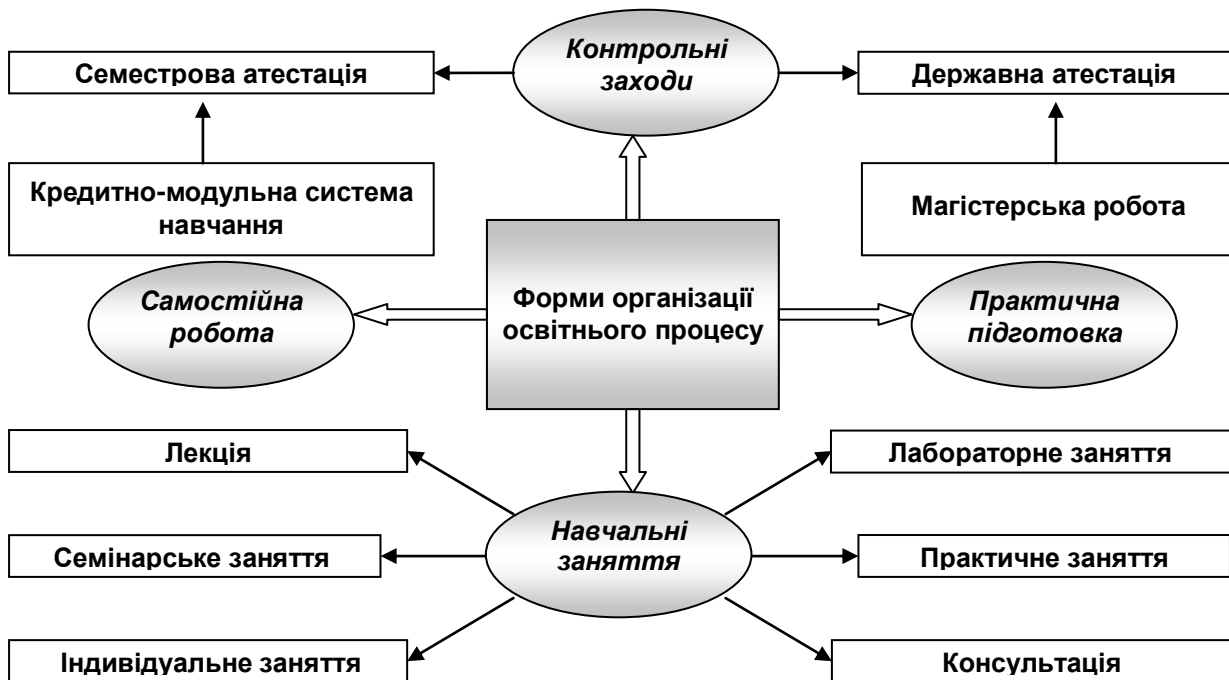 Контрольні
заходи
Семестрова атестація
Державна атестація
Кредитно-модульна система
навчання
Магістерська робота
Самостійна
робота
Форми організації
освітнього процесу
Практична
підготовка
Лекція
Лабораторне заняття
Навчальні
заняття
Семінарське заняття
Практичне заняття
Індивідуальне заняття
Консультація